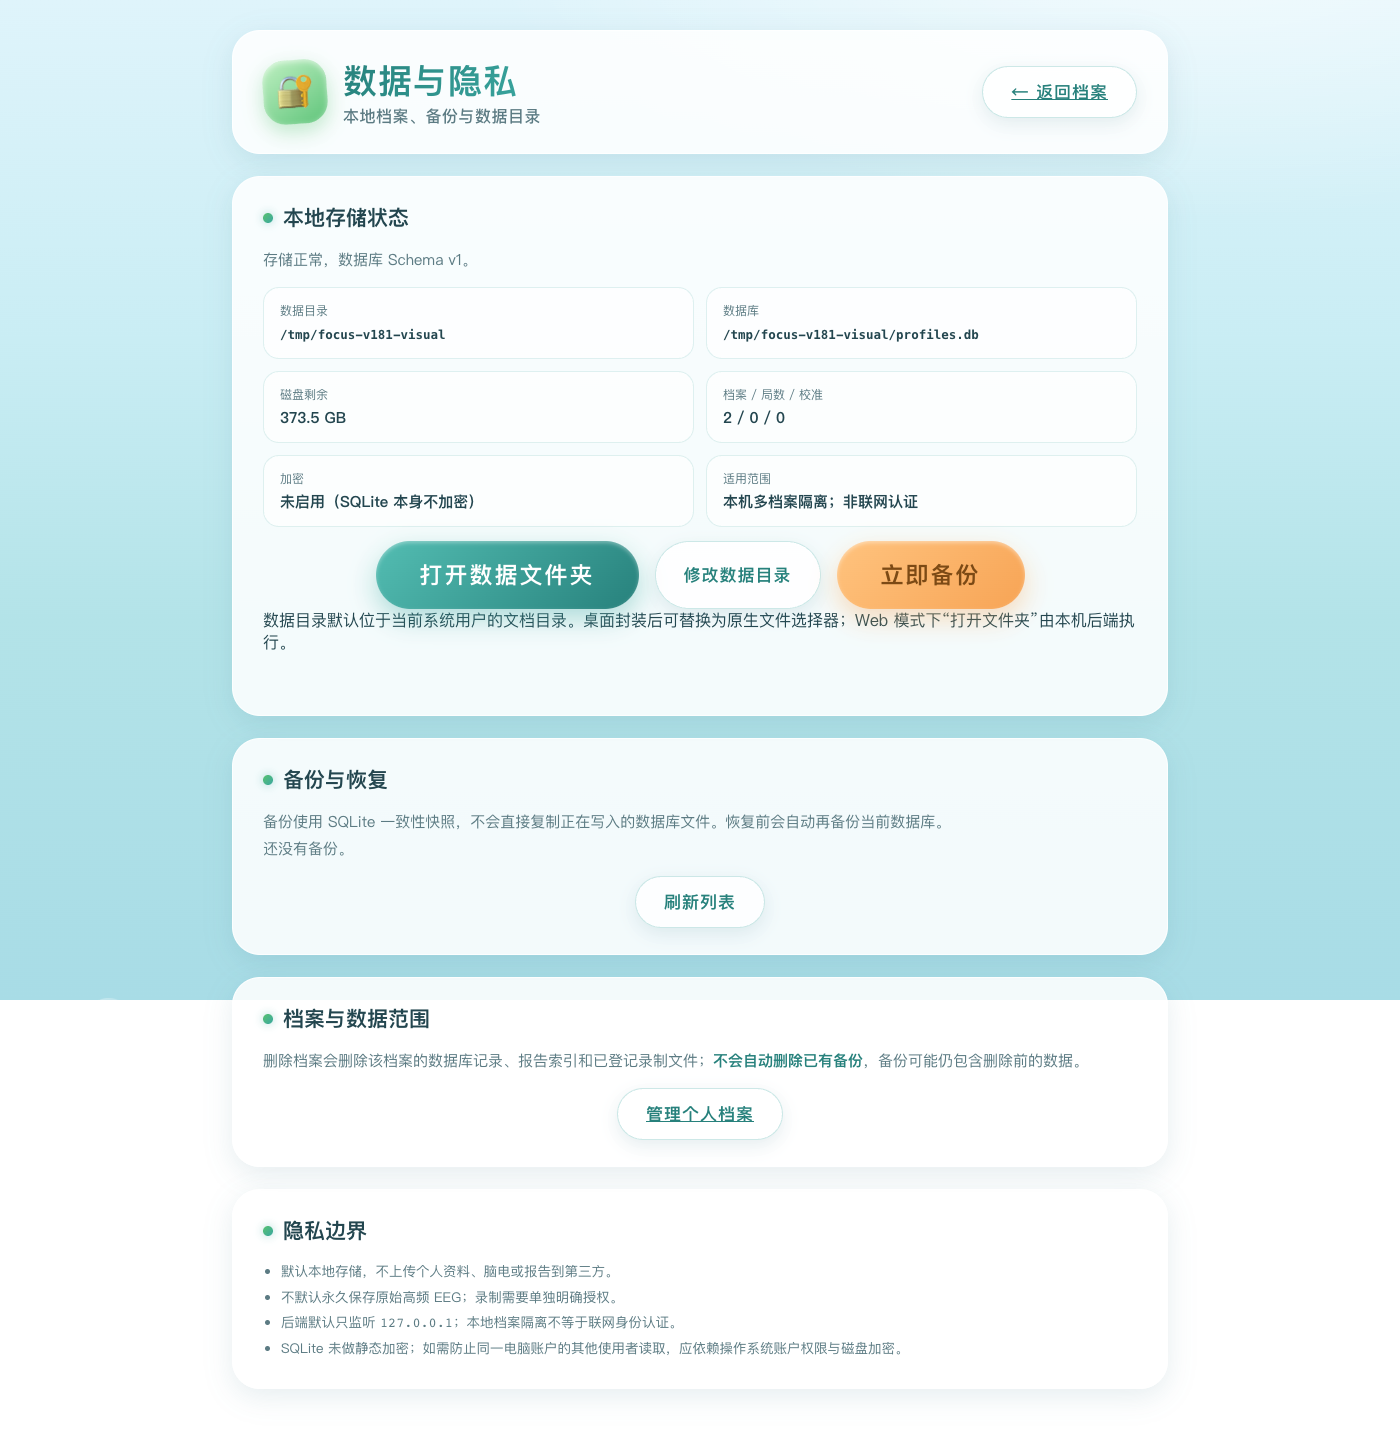 数据与隐私
本地档案、备份与数据目录
← 返回档案
本地存储状态
存储正常，数据库 Schema v1。
数据目录
/tmp/focus-v181-visual
数据库
/tmp/focus-v181-visual/profiles.db
磁盘剩余
373.5 GB
档案 / 局数 / 校准
2 / 0 / 0
加密
未启用（SQLite 本身不加密）
适用范围
本机多档案隔离；非联网认证
打开数据文件夹
修改数据目录
立即备份
数据目录默认位于当前系统用户的文档目录。桌面封装后可替换为原生文件选择器；Web 模式下“打开文件夹”由本机后端执
行。
备份与恢复
备份使用 SQLite 一致性快照，不会直接复制正在写入的数据库文件。恢复前会自动再备份当前数据库。
还没有备份。
刷新列表
档案与数据范围
删除档案会删除该档案的数据库记录、报告索引和已登记录制文件；不会自动删除已有备份，备份可能仍包含删除前的数据。
管理个人档案
隐私边界
• 默认本地存储，不上传个人资料、脑电或报告到第三方。
• 不默认永久保存原始高频 EEG；录制需要单独明确授权。
• 后端默认只监听 127.0.0.1；本地档案隔离不等于联网身份认证。
• SQLite 未做静态加密；如需防止同一电脑账户的其他使用者读取，应依赖操作系统账户权限与磁盘加密。